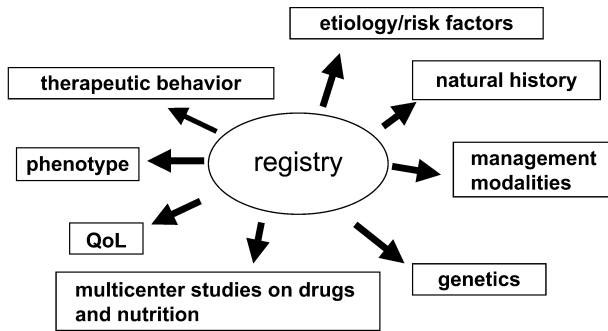 etiology/risk factors
therapeutic behavior
natural history
registry
phenotype
management
modalities
QoL
genetics
multicenter studies on drugs
and nutrition